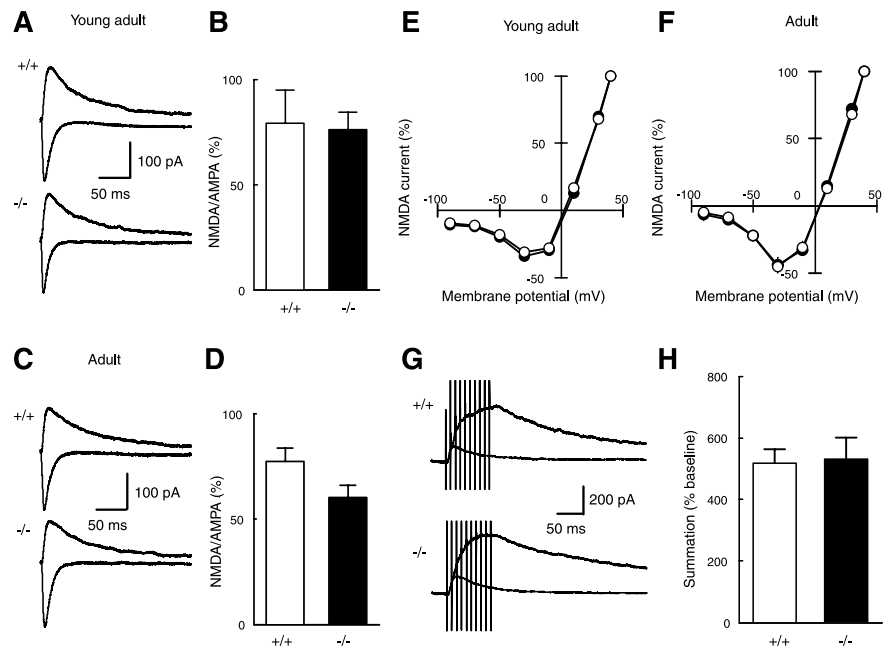 A
Young adult
+/+
-/-
100 pA
50 ms
B
NMDA/AMPA (%)
100
50
0
+/+
-/-
E
Young adult
NMDA current (%)
100
50
-100
-50
0
50
-50
Membrane potential (mV)
F
Adult
NMDA current (%)
100
50
-100
-50
0
50
-50
Membrane potential (mV)
C
Adult
+/+
-/-
100 pA
50 ms
D
NMDA/AMPA (%)
100
50
0
+/+
-/-
G
+/+
-/-
200 pA
50 ms
H
Summation (% baseline)
800
600
400
200
0
+/+
-/-